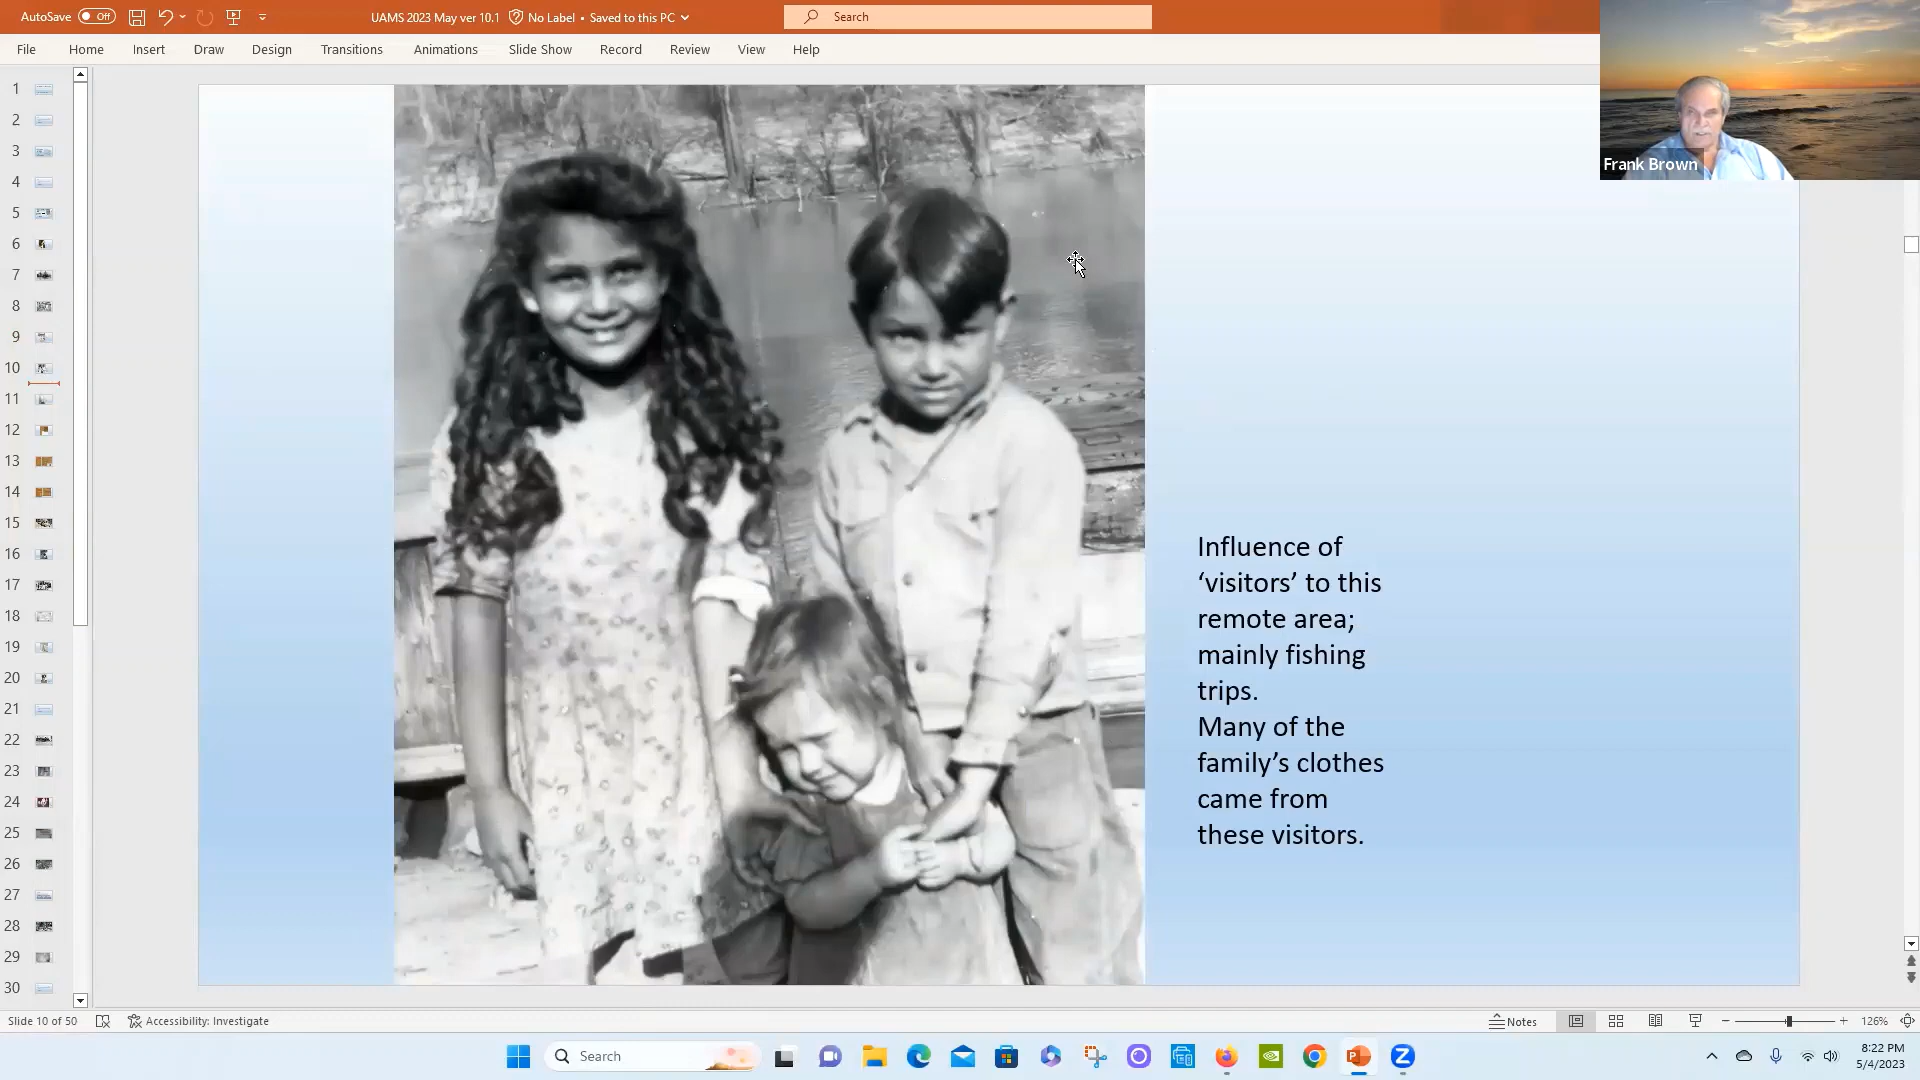 AutoSave Off UAMS 2023 May ver 10.1 No Label • Saved to this PC Search
File Home Insert Draw Design Transitions Animations Slide Show Record Review View Help
Frank Brown
1
2
3
4
5
6
7
8
9
10
11
12
13
14
15
16
17
18
19
20
21
22
23
24
25
26
27
28
29
30
Influence of
‘visitors’ to this
remote area;
mainly fishing
trips.
Many of the
family’s clothes
came from
these visitors.
Slide 10 of 50 Accessibility: Investigate Notes 126%
Search
8:22 PM
5/4/2023